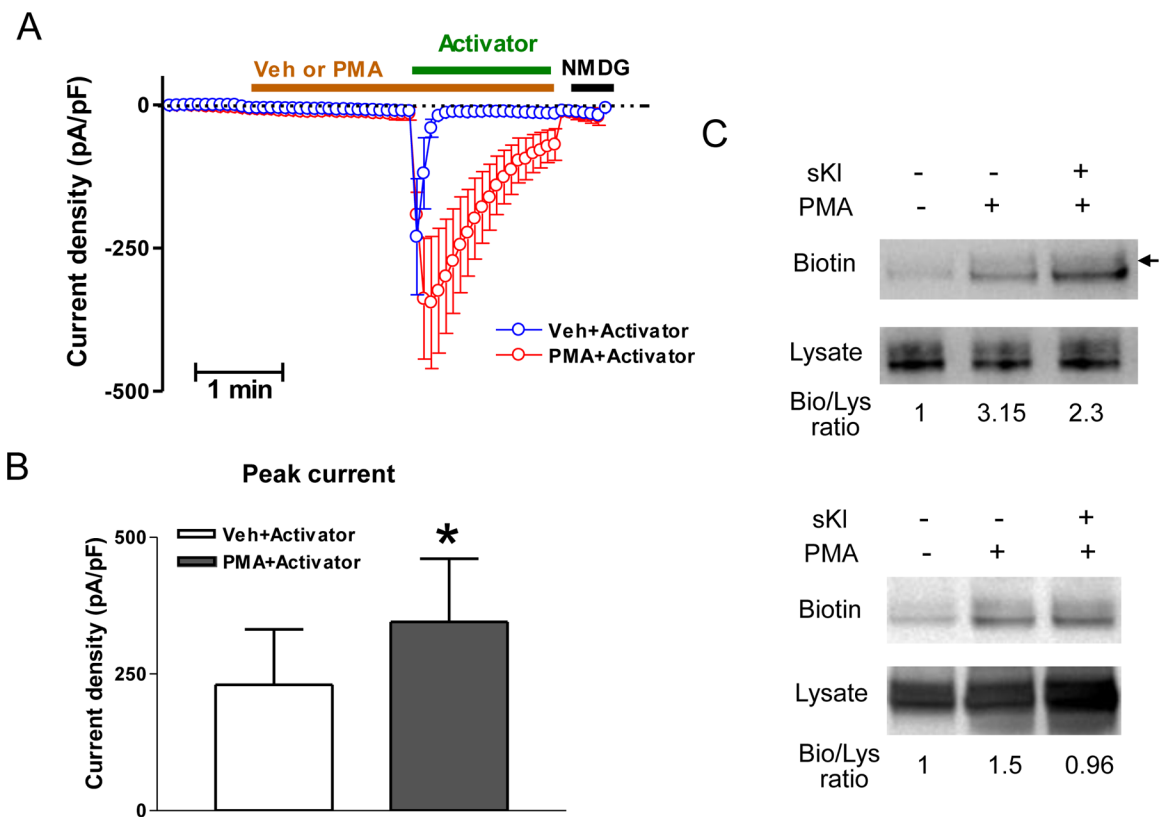 A
Activator
Veh or PMA
NMDG
0
-250
-500
Current density (pA/pF)
Veh+Activator
PMA+Activator
1 min
B
Peak current
500
250
0
Current density (pA/pF)
Veh+Activator
PMA+Activator
*
C
sKl - - +
PMA - + +
Biotin
Lysate
Bio/Lys 1 3.15 2.3
ratio
sKl - - +
PMA - + +
Biotin
Lysate
Bio/Lys 1 1.5 0.96
ratio